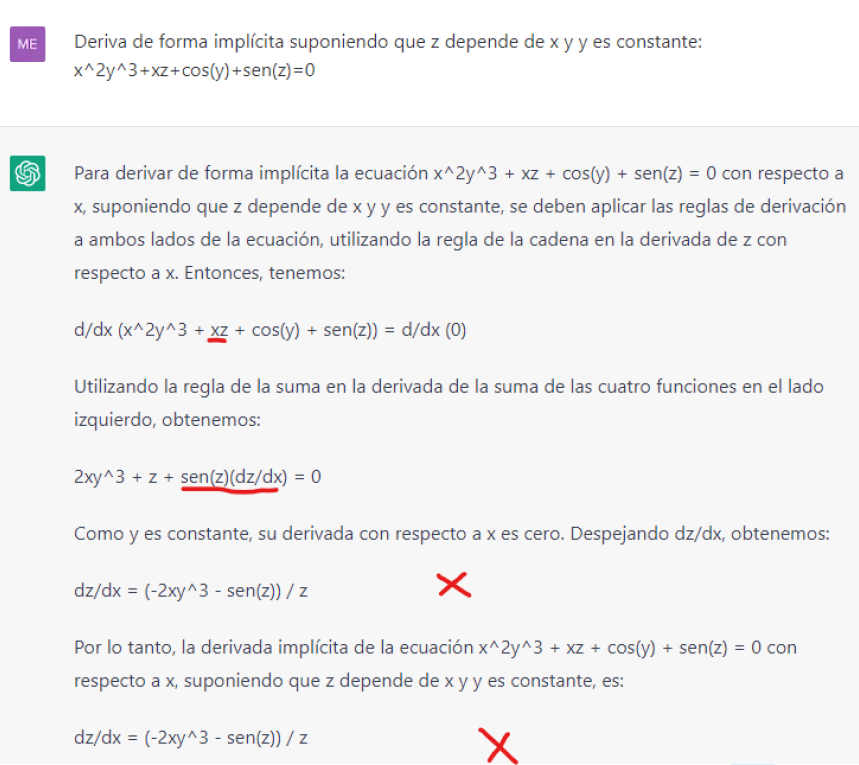 ME
Deriva de forma implícita suponiendo que z depende de x y y es constante:
x^2y^3+xz+cos(y)+sen(z)=0
Para derivar de forma implícita la ecuación x^2y^3 + xz + cos(y) + sen(z) = 0 con respecto a
x, suponiendo que z depende de x y y es constante, se deben aplicar las reglas de derivación
a ambos lados de la ecuación, utilizando la regla de la cadena en la derivada de z con
respecto a x. Entonces, tenemos:
d/dx (x^2y^3 + xz + cos(y) + sen(z)) = d/dx (0)
Utilizando la regla de la suma en la derivada de la suma de las cuatro funciones en el lado
izquierdo, obtenemos:
2xy^3 + z + sen(z)(dz/dx) = 0
Como y es constante, su derivada con respecto a x es cero. Despejando dz/dx, obtenemos:
dz/dx = (-2xy^3 - sen(z)) / z
Por lo tanto, la derivada implícita de la ecuación x^2y^3 + xz + cos(y) + sen(z) = 0 con
respecto a x, suponiendo que z depende de x y y es constante, es:
dz/dx = (-2xy^3 - sen(z)) / z